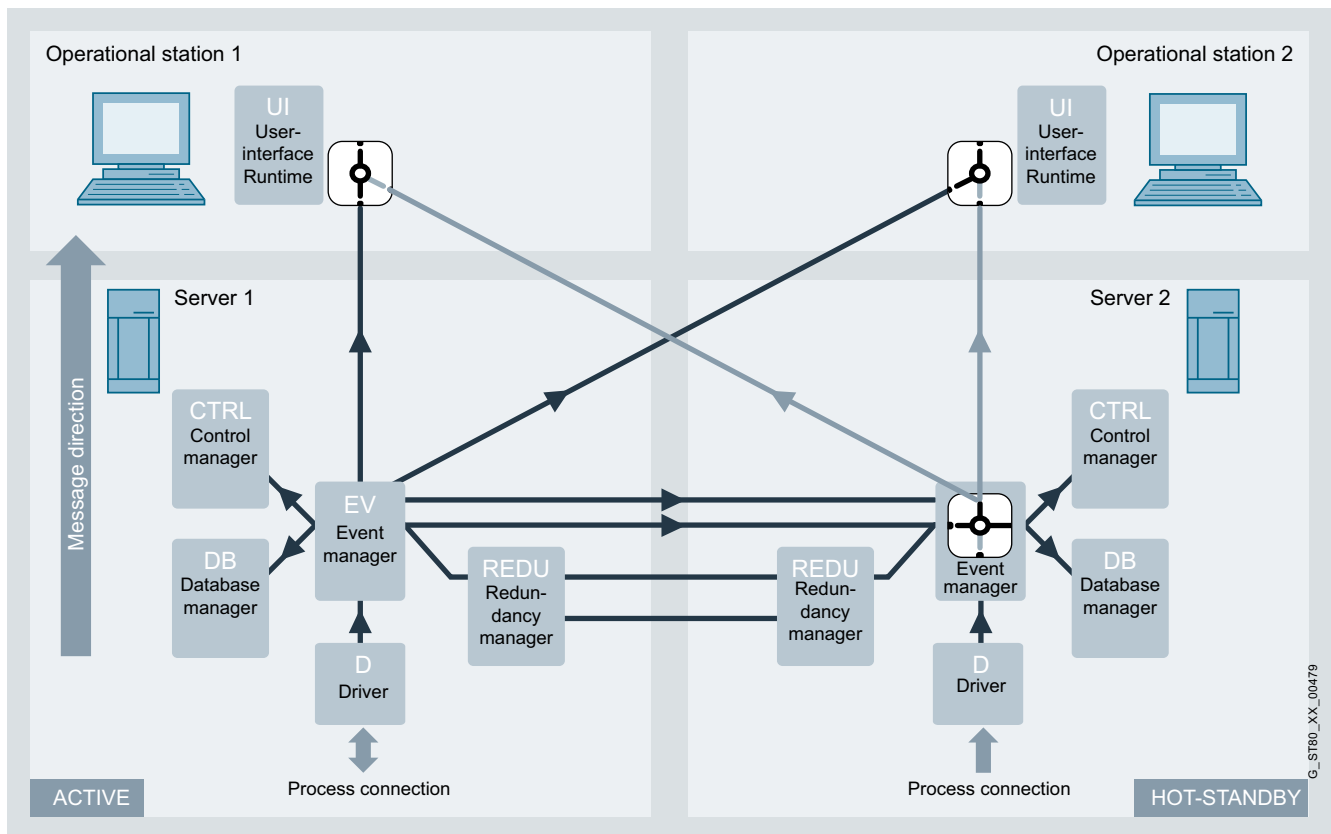 Operational station 1
UI
User-
interface
Runtime
Operational station 2
UI
User-
interface
Runtime
Message direction
Server 1
CTRL
Control
manager
DB
Database
manager
EV
Event
manager
REDU
Redun-
dancy
manager
D
Driver
Process connection
ACTIVE
Server 2
CTRL
Control
manager
DB
Database
manager
Event
manager
REDU
Redun-
dancy
manager
D
Driver
Process connection
HOT-STANDBY
G_ST80_XX_00479